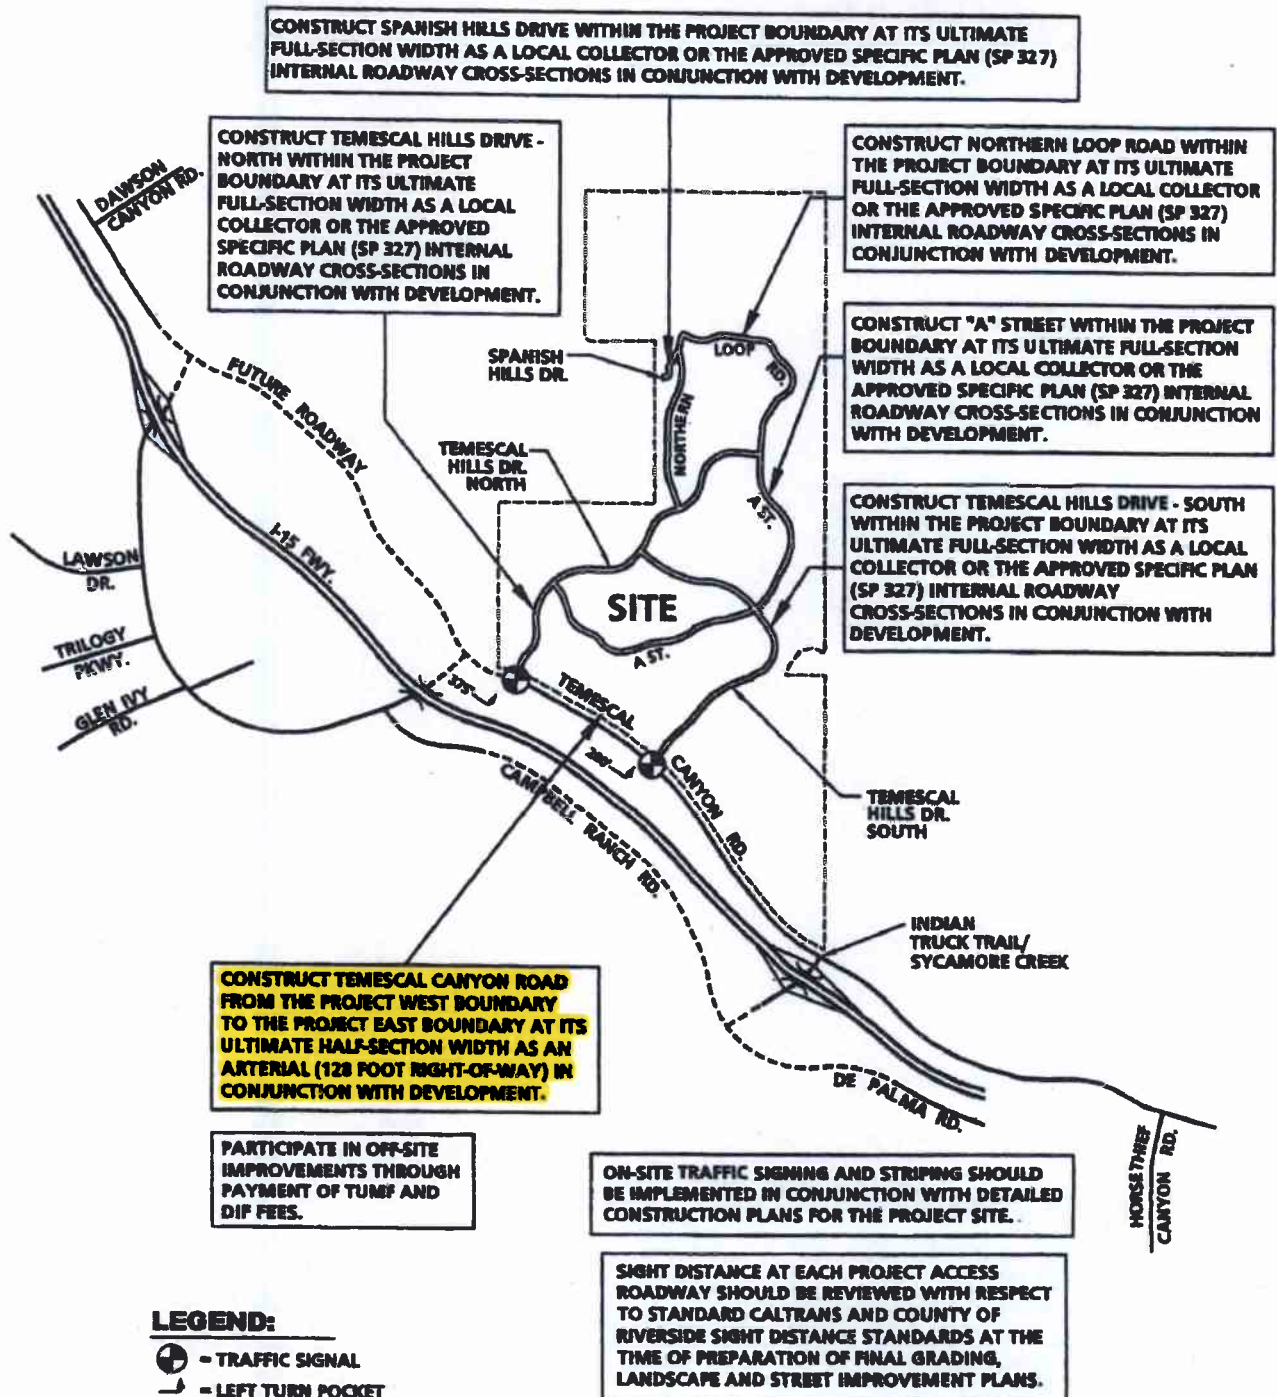 CONSTRUCT SPANISH HILLS DRIVE WITHIN THE PROJECT BOUNDARY AT ITS ULTIMATE
FULL-SECTION WIDTH AS A LOCAL COLLECTOR OR THE APPROVED SPECIFIC PLAN (SP 327)
INTERNAL ROADWAY CROSS-SECTIONS IN CONJUNCTION WITH DEVELOPMENT.
CONSTRUCT TEMESCAL HILLS DRIVE -
NORTH WITHIN THE PROJECT
BOUNDARY AT ITS ULTIMATE
FULL-SECTION WIDTH AS A LOCAL
COLLECTOR OR THE APPROVED
SPECIFIC PLAN (SP 327) INTERNAL
ROADWAY CROSS-SECTIONS IN
CONJUNCTION WITH DEVELOPMENT.
CONSTRUCT NORTHERN LOOP ROAD WITHIN
THE PROJECT BOUNDARY AT ITS ULTIMATE
FULL-SECTION WIDTH AS A LOCAL COLLECTOR
OR THE APPROVED SPECIFIC PLAN (SP 327)
INTERNAL ROADWAY CROSS-SECTIONS IN
CONJUNCTION WITH DEVELOPMENT.
DAWSON
CANYON RD.
CONSTRUCT "A" STREET WITHIN THE PROJECT
BOUNDARY AT ITS ULTIMATE FULL-SECTION
WIDTH AS A LOCAL COLLECTOR OR THE
APPROVED SPECIFIC PLAN (SP 327) INTERNAL
ROADWAY CROSS-SECTIONS IN CONJUNCTION
WITH DEVELOPMENT.
SPANISH
HILLS DR.
NORTHERN
LOOP
RD.
FUTURE ROADWAY
TEMESCAL
HILLS DR.
NORTH
A ST.
CONSTRUCT TEMESCAL HILLS DRIVE - SOUTH
WITHIN THE PROJECT BOUNDARY AT ITS
ULTIMATE FULL-SECTION WIDTH AS A LOCAL
COLLECTOR OR THE APPROVED SPECIFIC PLAN
(SP 327) INTERNAL ROADWAY
CROSS-SECTIONS IN CONJUNCTION WITH
DEVELOPMENT.
I-15 FWY.
LAWSON
DR.
SITE
TRILOGY
PKWY.
A ST.
GLEN IVY
RD.
375'
TEMESCAL
CANYON
RD.
280'
CAMPBELL
RANCH
RD.
TEMESCAL
HILLS DR.
SOUTH
INDIAN
TRUCK TRAIL/
SYCAMORE CREEK
CONSTRUCT TEMESCAL CANYON ROAD
FROM THE PROJECT WEST BOUNDARY
TO THE PROJECT EAST BOUNDARY AT ITS
ULTIMATE HALF-SECTION WIDTH AS AN
ARTERIAL (128 FOOT RIGHT-OF-WAY) IN
CONJUNCTION WITH DEVELOPMENT.
DE PALMA RD.
HORSETHIEF
CANYON RD.
PARTICIPATE IN OFF-SITE
IMPROVEMENTS THROUGH
PAYMENT OF TUMF AND
DIF FEES.
ON-SITE TRAFFIC SIGNING AND STRIPING SHOULD
BE IMPLEMENTED IN CONJUNCTION WITH DETAILED
CONSTRUCTION PLANS FOR THE PROJECT SITE.
SIGHT DISTANCE AT EACH PROJECT ACCESS
ROADWAY SHOULD BE REVIEWED WITH RESPECT
TO STANDARD CALTRANS AND COUNTY OF
RIVERSIDE SIGHT DISTANCE STANDARDS AT THE
TIME OF PREPARATION OF FINAL GRADING,
LANDSCAPE AND STREET IMPROVEMENT PLANS.
LEGEND:
= TRAFFIC SIGNAL
= LEFT TURN POCKET